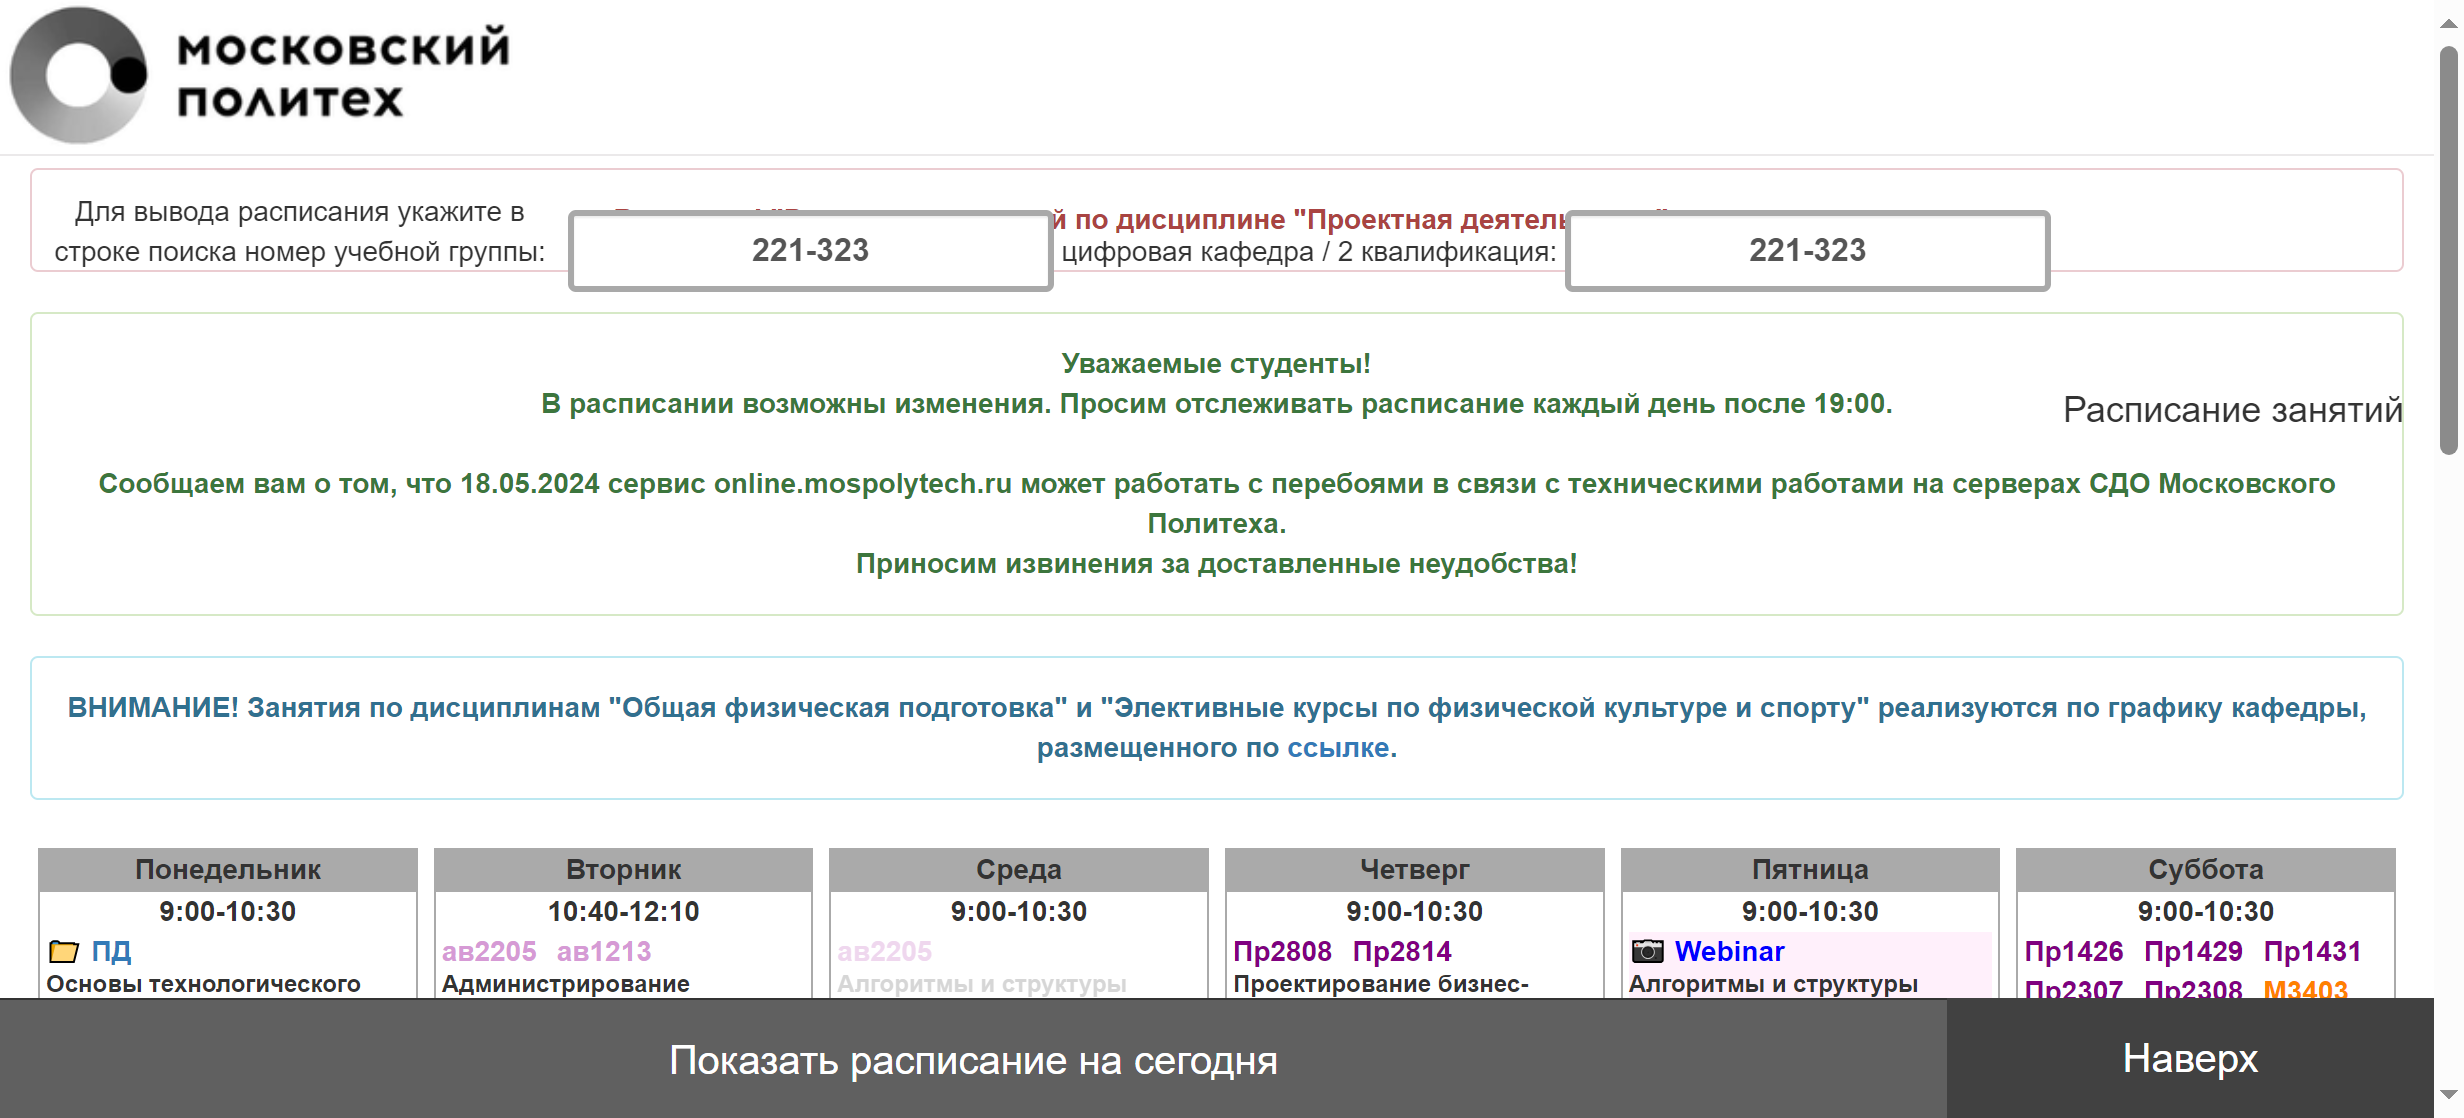 московский
политех
Для вывода расписания укажите в
строке поиска номер учебной группы:
221-323
по дисциплине "Проектная
цифровая кафедра / 2 квалификация:
221-323
Уважаемые студенты!
В расписании возможны изменения. Просим отслеживать расписание каждый день после 19:00.
Расписание занятий
Сообщаем вам о том, что 18.05.2024 сервис online.mospolytech.ru может работать с перебоями в связи с техническими работами на серверах СДО Московского
Политеха.
Приносим извинения за доставленные неудобства!
ВНИМАНИЕ! Занятия по дисциплинам "Общая физическая подготовка" и "Элективные курсы по физической культуре и спорту" реализуются по графику кафедры,
размещенного по ссылке.
Понедельник
9:00-10:30
ПД
Основы технологического
Вторник
10:40-12:10
ав2205 ав1213
Администрирование
Среда
9:00-10:30
ав2205
Алгоритмы и структуры
Четверг
9:00-10:30
Пр2808 Пр2814
Проектирование бизнес-
Пятница
9:00-10:30
Webinar
Алгоритмы и структуры
Суббота
9:00-10:30
Пр1426 Пр1429 Пр1431
Пр2307 Пр2308 М3403
Показать расписание на сегодня
Наверх